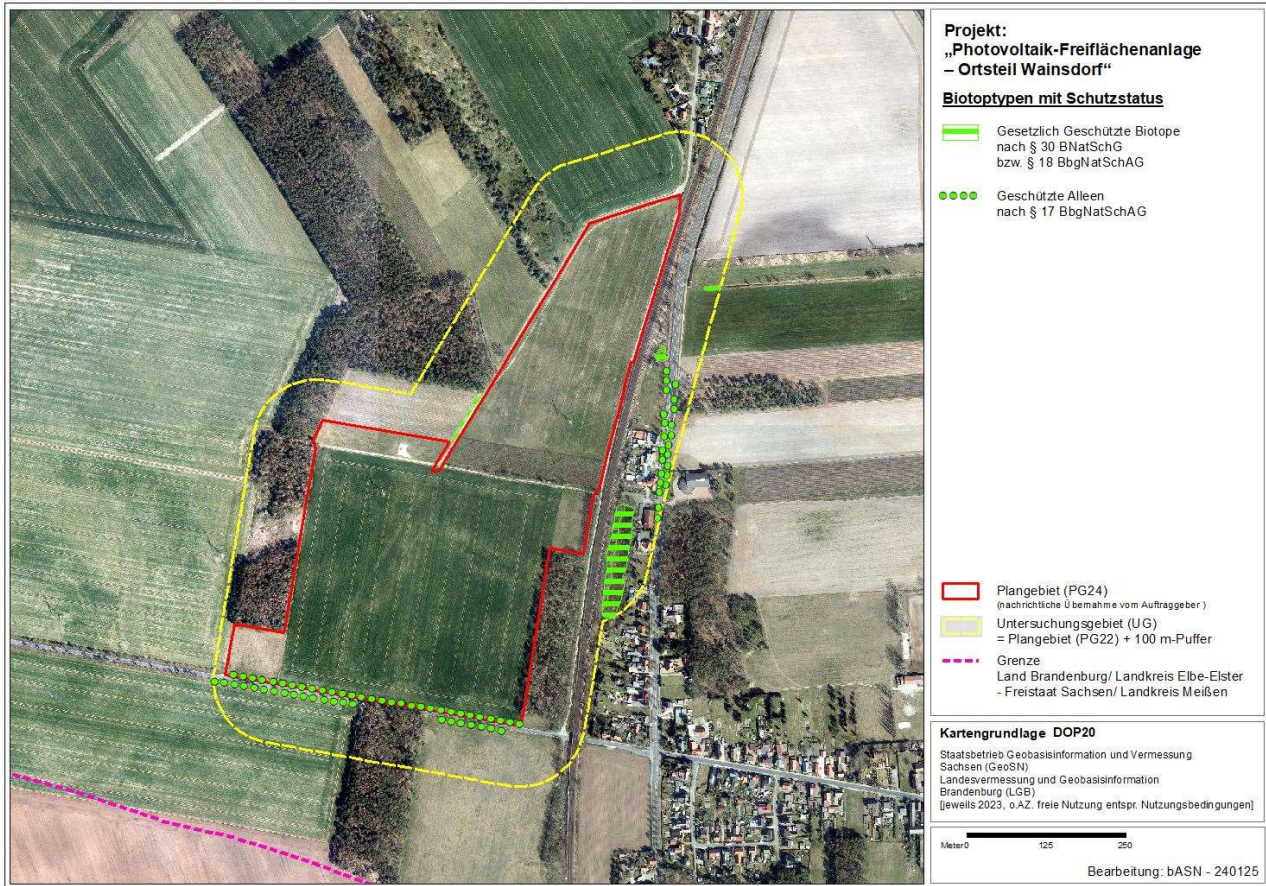 Projekt:
„Photovoltaik-Freiflächenanlage
– Ortsteil Wainsdorf“
Biotoptypen mit Schutzstatus
Gesetzlich Geschützte Biotope
nach § 30 BNatSchG
bzw. § 18 BbgNatSchAG
Geschützte Alleen
nach § 17 BbgNatSchAG
Plangebiet (PG24)
(nachrichtliche Übernahme vom Auftraggeber )
Untersuchungsgebiet (UG)
= Plangebiet (PG22) + 100 m-Puffer
Grenze
Land Brandenburg/ Landkreis Elbe-Elster
- Freistaat Sachsen/ Landkreis Meißen
Kartengrundlage DOP20
Staatsbetrieb Geobasisinformation und Vermessung
Sachsen (GeoSN)
Landesvermessung und Geobasisinformation
Brandenburg (LGB)
[jeweils 2023, o.AZ. freie Nutzung entspr. Nutzungsbedingungen]
Meter 0 125 250
Bearbeitung: bASN - 240125